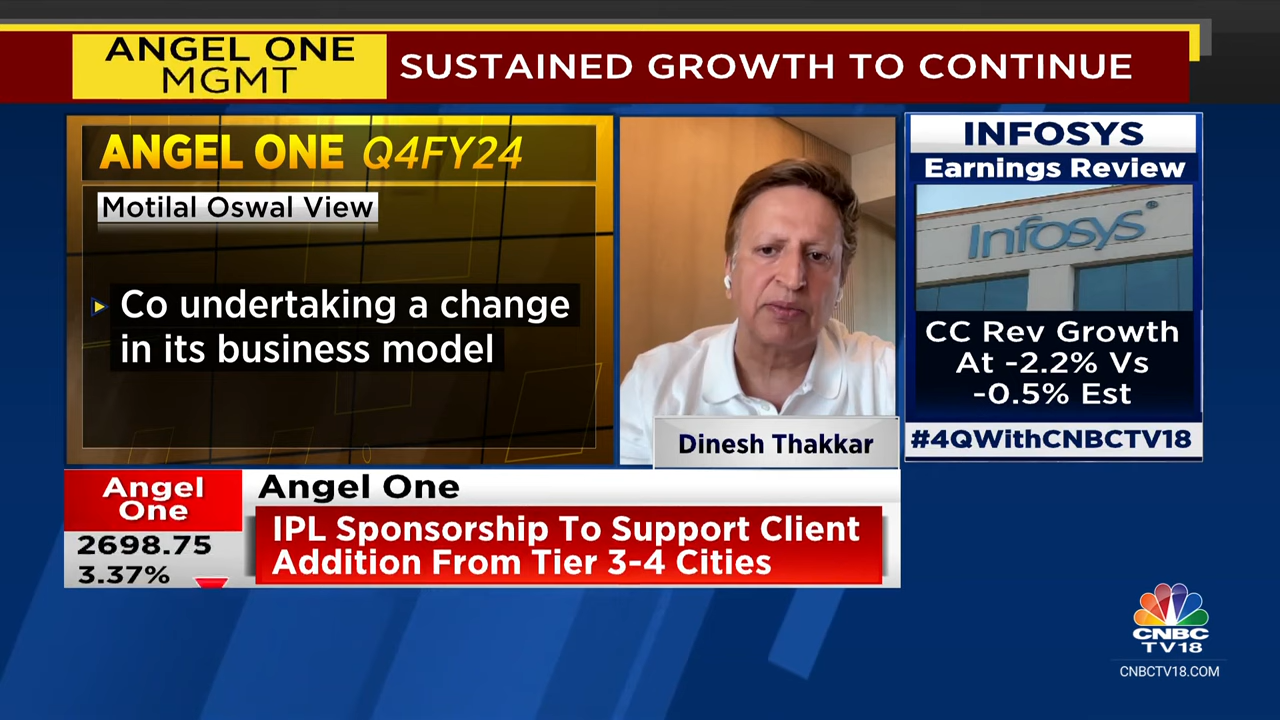 ANGEL ONE
MGMT
SUSTAINED GROWTH TO CONTINUE
ANGEL ONE Q4FY24
Motilal Oswal View
Co undertaking a change
in its business model
Dinesh Thakkar
INFOSYS
Earnings Review
Infosys®
CC Rev Growth
At -2.2% Vs
-0.5% Est
#4QWithCNBCTV18
Angel
One
2698.75
3.37%
Angel One
IPL Sponsorship To Support Client
Addition From Tier 3-4 Cities
CNBC
TV18
CNBCTV18.COM